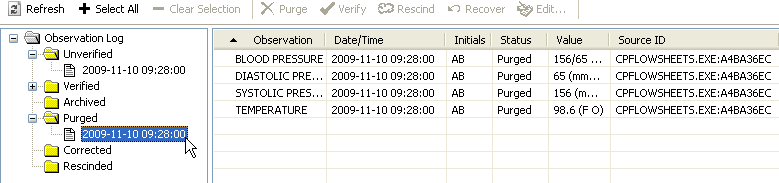 Refresh Select All Clear Selection Purge Verify Rescind Recover Edit...
Observation Log
Unverified
2009-11-10 09:28:00
Verified
Archived
Purged
2009-11-10 09:28:00
Corrected
Rescinded
Observation Date/Time Initials Status Value Source ID
BLOOD PRESSURE 2009-11-10 09:28:00 AB Purged 156/65 ... CPFLOWSHEETS.EXE:A4BA36EC
DIASTOLIC PRES... 2009-11-10 09:28:00 AB Purged 65 (mm... CPFLOWSHEETS.EXE:A4BA36EC
SYSTOLIC PRES... 2009-11-10 09:28:00 AB Purged 156 (m... CPFLOWSHEETS.EXE:A4BA36EC
TEMPERATURE 2009-11-10 09:28:00 AB Purged 98.6 (F O) CPFLOWSHEETS.EXE:A4BA36EC